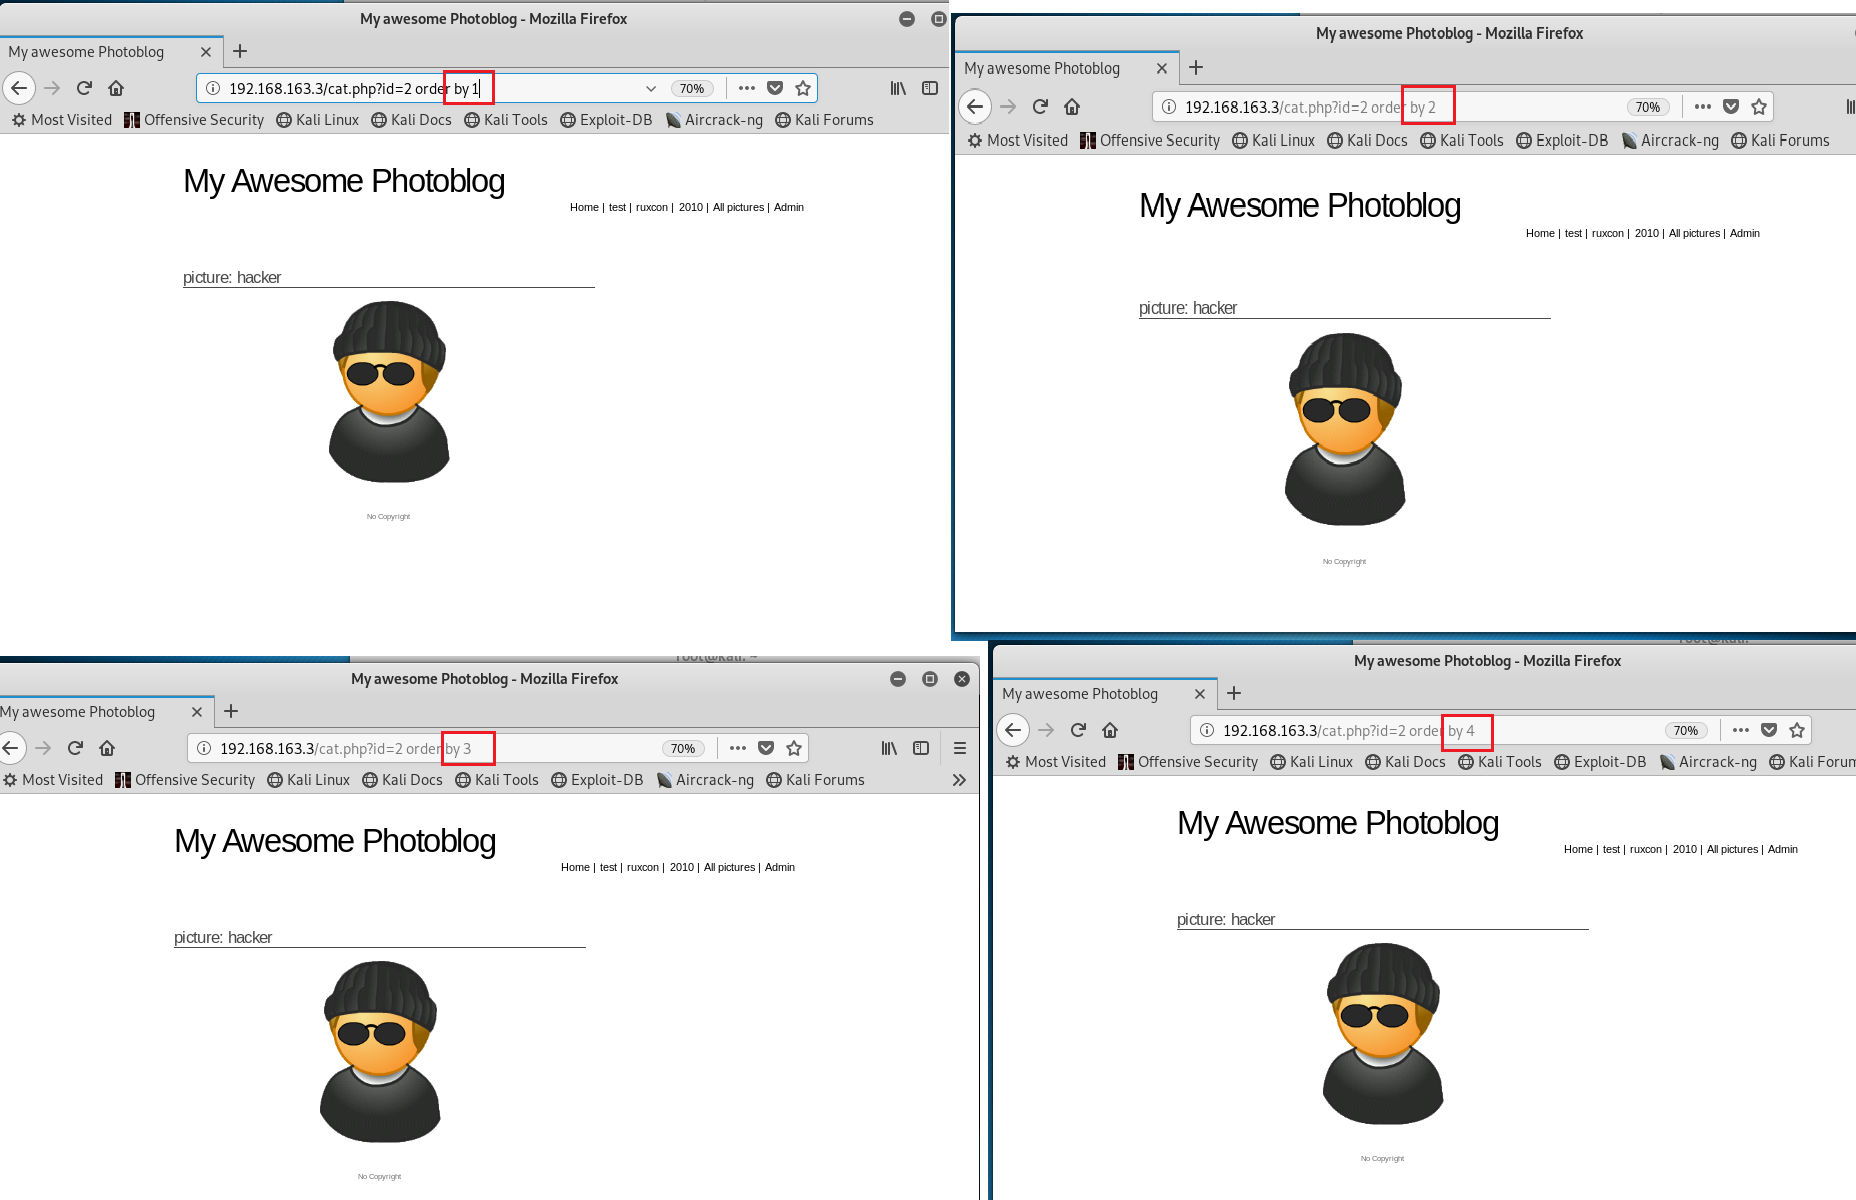 My awesome Photoblog - Mozilla Firefox
My awesome Photoblog
192.168.163.3/cat.php?id=2 order by 1
70%
Most Visited Offensive Security Kali Linux Kali Docs Kali Tools Exploit-DB Aircrack-ng Kali Forums
My Awesome Photoblog
Home | test | ruxcon | 2010 | All pictures | Admin
picture: hacker
No Copyright
My awesome Photoblog - Mozilla Firefox
My awesome Photoblog
192.168.163.3/cat.php?id=2 order by 2
70%
Most Visited Offensive Security Kali Linux Kali Docs Kali Tools Exploit-DB Aircrack-ng Kali Forums
My Awesome Photoblog
Home | test | ruxcon | 2010 | All pictures | Admin
picture: hacker
No Copyright
root@kali: ~
My awesome Photoblog - Mozilla Firefox
My awesome Photoblog
192.168.163.3/cat.php?id=2 order by 3
70%
Most Visited Offensive Security Kali Linux Kali Docs Kali Tools Exploit-DB Aircrack-ng Kali Forums
My Awesome Photoblog
Home | test | ruxcon | 2010 | All pictures | Admin
picture: hacker
No Copyright
root@kali:
My awesome Photoblog - Mozilla Firefox
My awesome Photoblog
192.168.163.3/cat.php?id=2 order by 4
70%
Most Visited Offensive Security Kali Linux Kali Docs Kali Tools Exploit-DB Aircrack-ng Kali Forum
My Awesome Photoblog
Home | test | ruxcon | 2010 | All pictures | Admin
picture: hacker
No Copyright